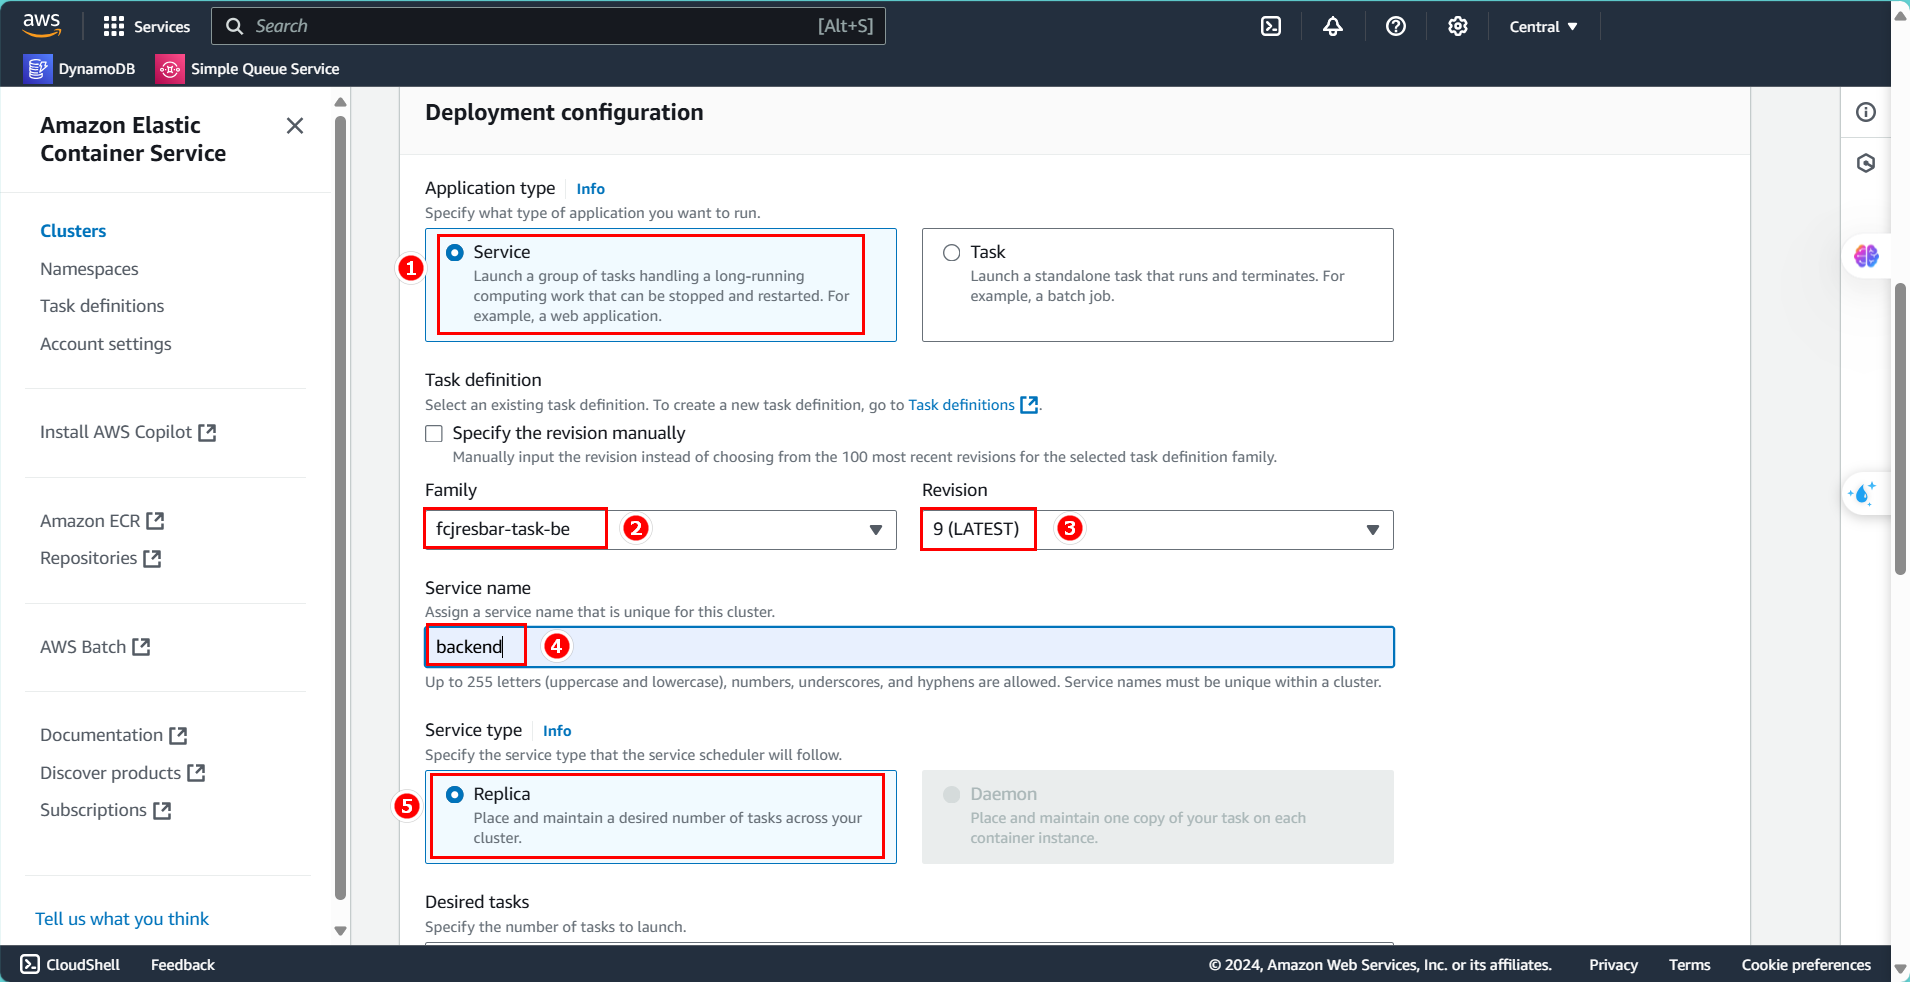 aws
Services
Search
[Alt+S]
Central
DynamoDB
Simple Queue Service
Amazon Elastic
Container Service
Clusters
Namespaces
Task definitions
Account settings
Install AWS Copilot
Amazon ECR
Repositories
AWS Batch
Documentation
Discover products
Subscriptions
Tell us what you think
Deployment configuration
Application type
Info
Specify what type of application you want to run.
1
Service
Launch a group of tasks handling a long-running
computing work that can be stopped and restarted. For
example, a web application.
Task
Launch a standalone task that runs and terminates. For
example, a batch job.
Task definition
Select an existing task definition. To create a new task definition, go to Task definitions.
Specify the revision manually
Manually input the revision instead of choosing from the 100 most recent revisions for the selected task definition family.
Family
fcjresbar-task-be
2
Revision
9 (LATEST)
3
Service name
Assign a service name that is unique for this cluster.
backend
4
Up to 255 letters (uppercase and lowercase), numbers, underscores, and hyphens are allowed. Service names must be unique within a cluster.
Service type
Info
Specify the service type that the service scheduler will follow.
5
Replica
Place and maintain a desired number of tasks across your
cluster.
Daemon
Place and maintain one copy of your task on each
container instance.
Desired tasks
Specify the number of tasks to launch.
CloudShell
Feedback
© 2024, Amazon Web Services, Inc. or its affiliates.
Privacy
Terms
Cookie preferences